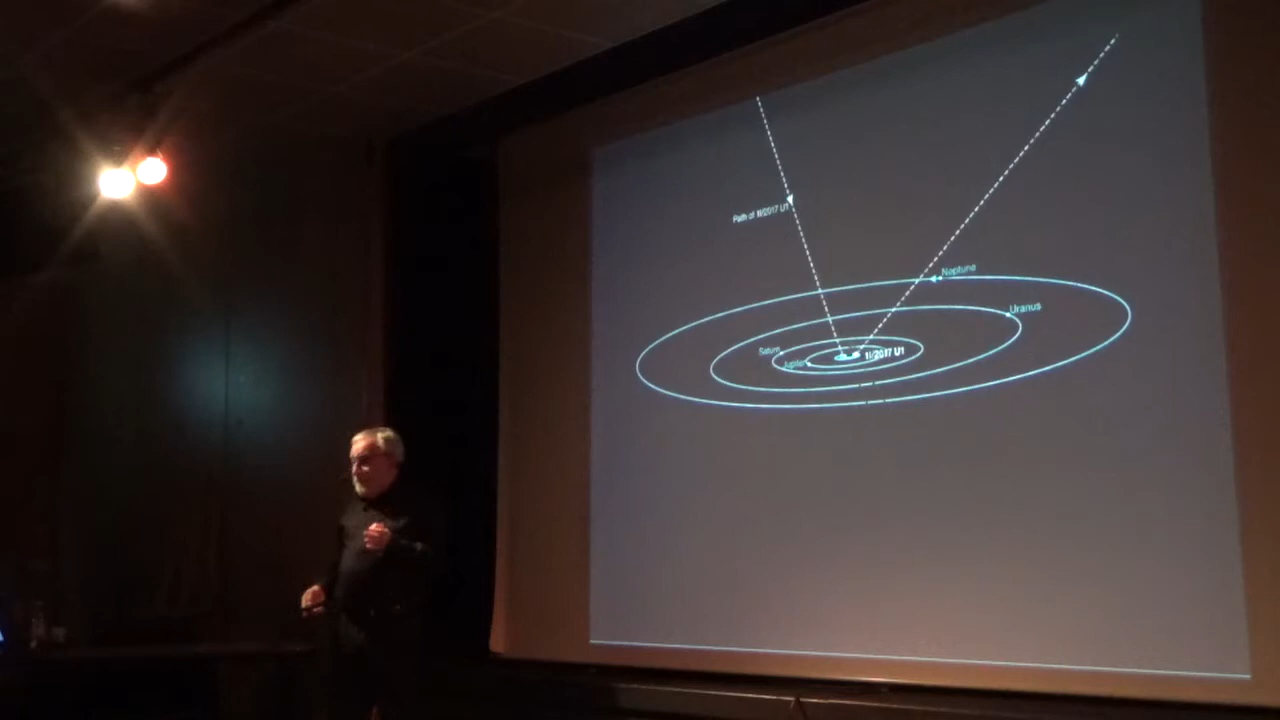 Path of 1I/2017 U1
Neptune
Uranus
Saturn
1I/2017 U1
Jupiter